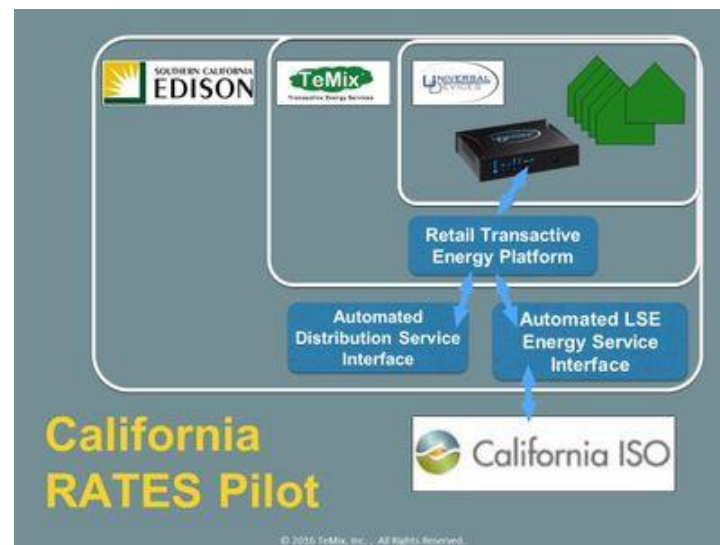 SOUTHERN CALIFORNIA
EDISON
TeMix
Transactive Energy Services
UNIVERSAL
DEVICES
Retail Transactive
Energy Platform
Automated
Distribution Service
Interface
Automated LSE
Energy Service
Interface
California
RATES Pilot
California ISO
© 2016 TeMix, Inc. , All Rights Reserved.